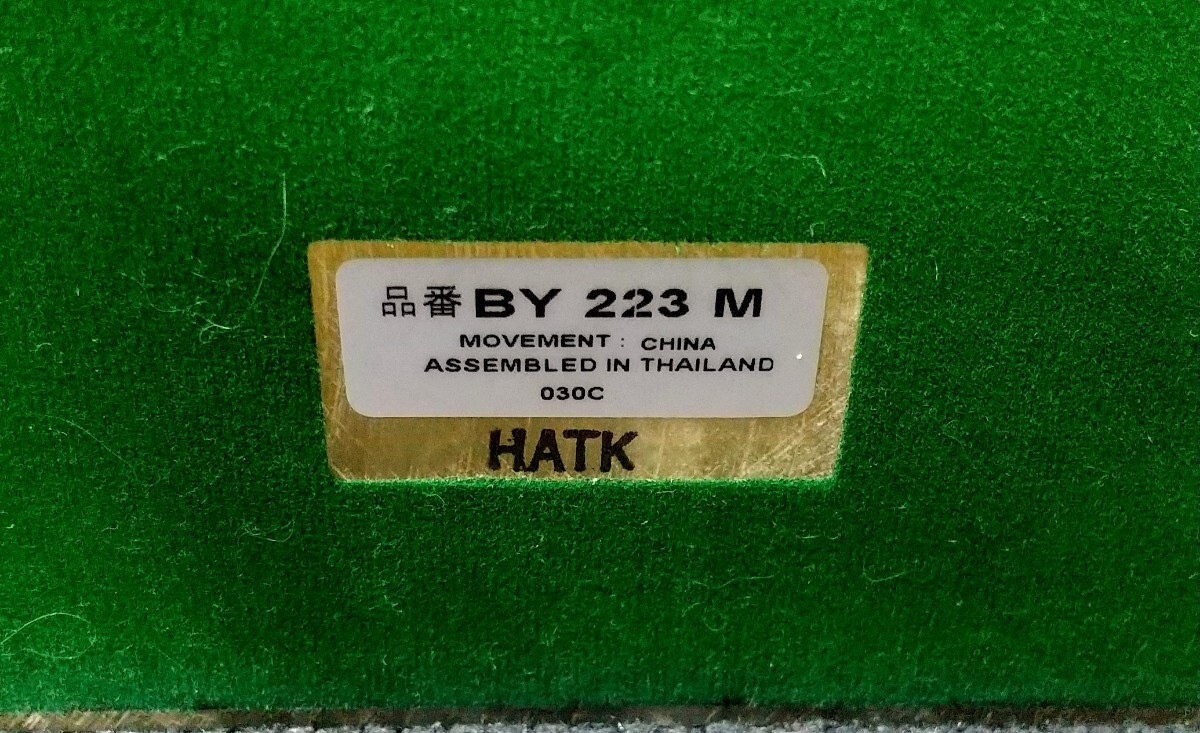 品番 BY 223 M
MOVEMENT : CHINA
ASSEMBLED IN THAILAND
030C
HATK